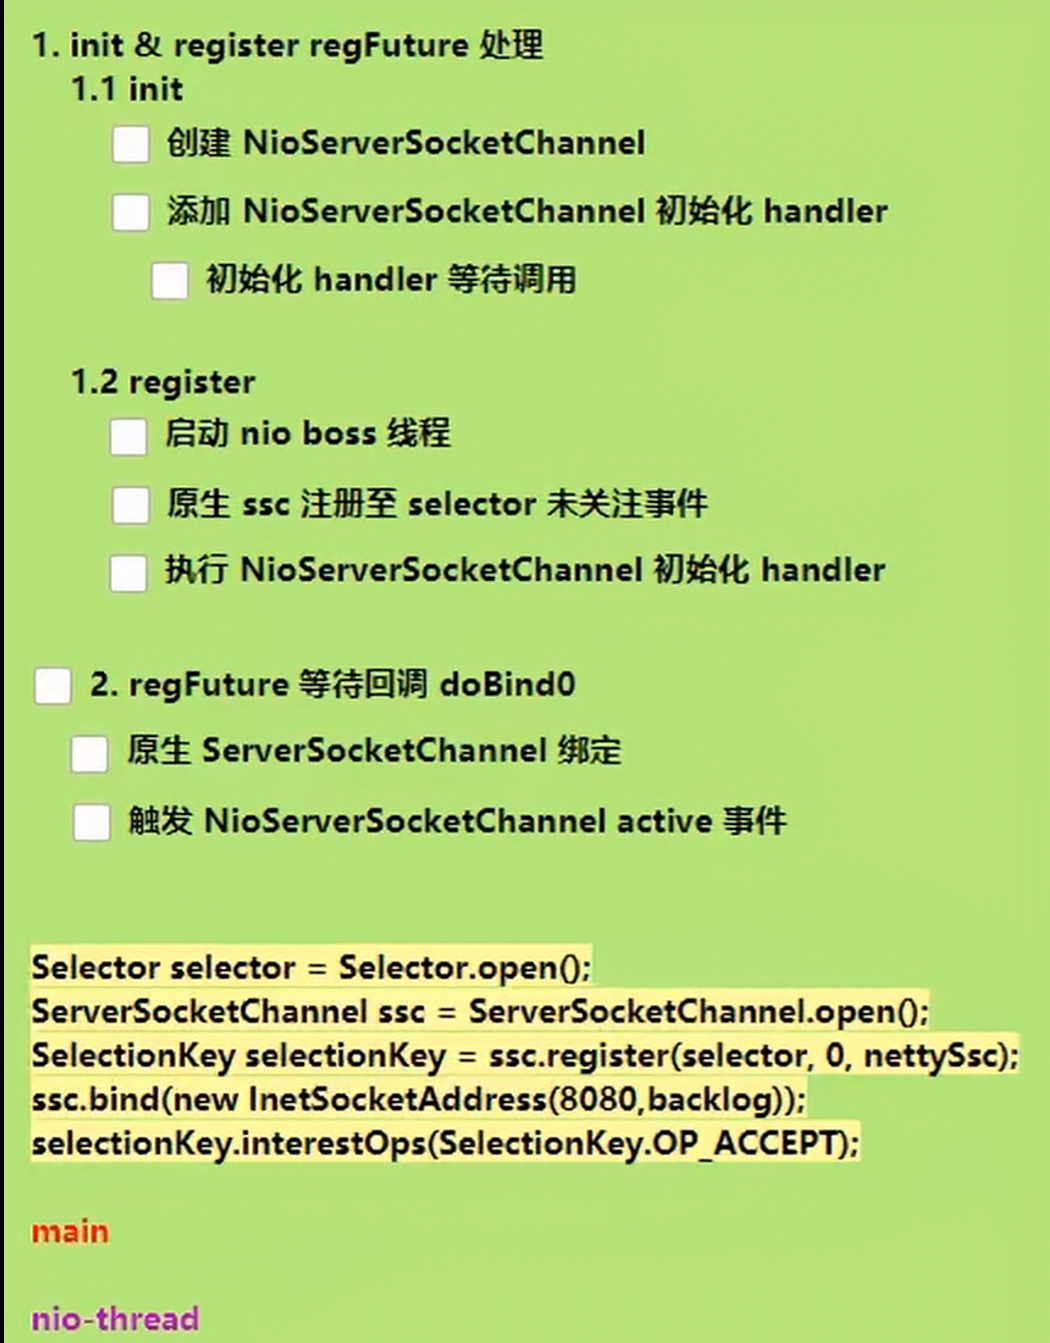 1. init & register regFuture 处理
1.1 init
创建 NioServerSocketChannel
添加 NioServerSocketChannel 初始化 handler
初始化 handler 等待调用
1.2 register
启动 nio boss 线程
原生 ssc 注册至 selector 未关注事件
执行 NioServerSocketChannel 初始化 handler
2. regFuture 等待回调 doBind0
原生 ServerSocketChannel 绑定
触发 NioServerSocketChannel active 事件
Selector selector = Selector.open();
ServerSocketChannel ssc = ServerSocketChannel.open();
SelectionKey selectionKey = ssc.register(selector, 0, nettySsc);
ssc.bind(new InetSocketAddress(8080,backlog));
selectionKey.interestOps(SelectionKey.OP_ACCEPT);
main
nio-thread